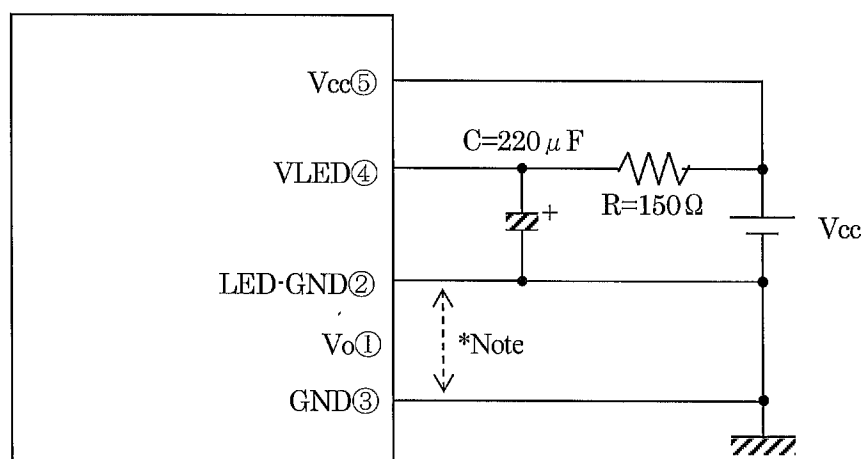 Vcc⑤
C=220μF
VLED④
R=150Ω
+
Vcc
LED-GND②
Vo①
*Note
GND③